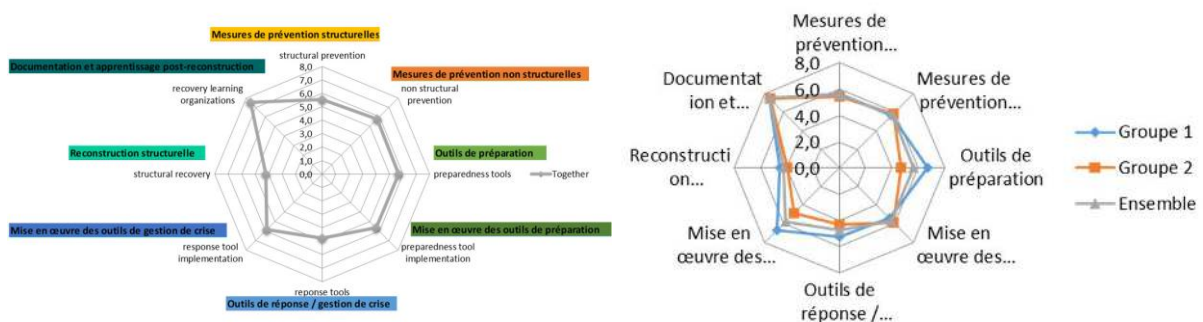 Mesures de prévention structurelles
structural prevention
Documentation et apprentissage post-reconstruction
recovery learning
organizations
Mesures de prévention non structurelles
non structural
prevention
8,0
7,0
6,0
5,0
4,0
3,0
2,0
1,0
0,0
Reconstruction structurelle
structural recovery
Outils de préparation
preparedness tools
Together
Mise en œuvre des outils de gestion de crise
response tool
implementation
Mise en œuvre des outils de préparation
preparedness tool
implementation
reponse tools
Outils de réponse / gestion de crise
Mesures de
prévention...
8,0
6,0
4,0
2,0
0,0
Documentat
ion et...
Mesures de
prévention...
Reconstructi
on...
Outils de
préparation
Mise en
œuvre des...
Mise en
œuvre des...
Outils de
réponse /...
Groupe 1
Groupe 2
Ensemble